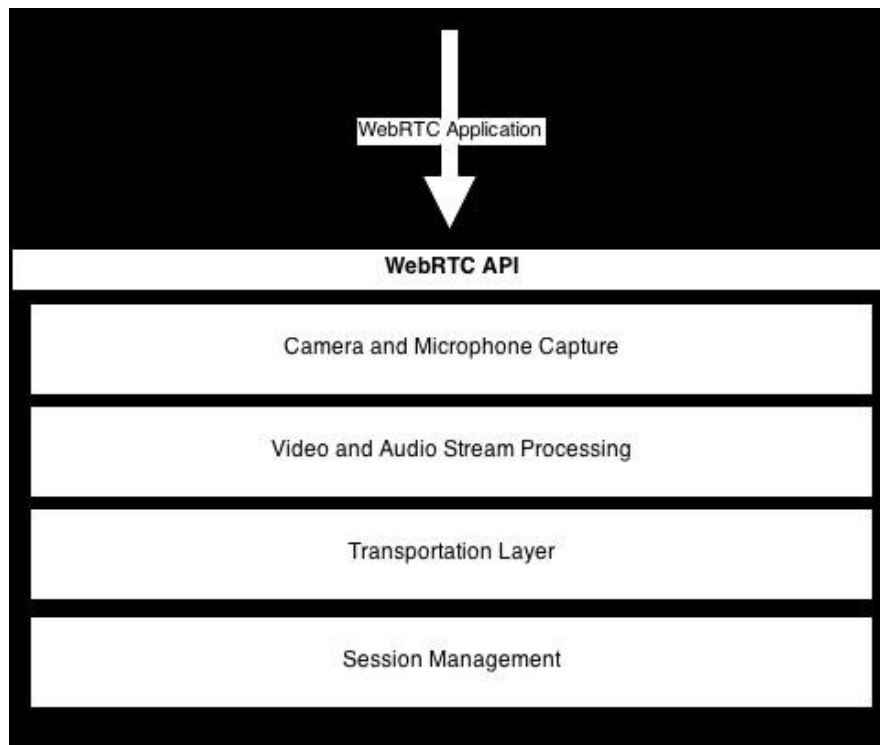 WebRTC Application
WebRTC API
Camera and Microphone Capture
Video and Audio Stream Processing
Transportation Layer
Session Management